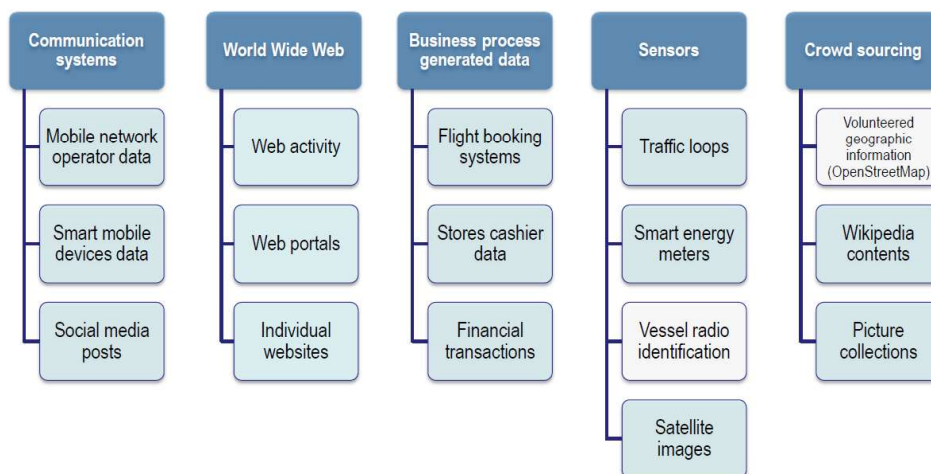 Communication
systems
Mobile network
operator data
Smart mobile
devices data
Social media
posts
World Wide Web
Web activity
Web portals
Individual
websites
Business process
generated data
Flight booking
systems
Stores cashier
data
Financial
transactions
Sensors
Traffic loops
Smart energy
meters
Vessel radio
identification
Satellite
images
Crowd sourcing
Volunteered
geographic
information
(OpenStreetMap)
Wikipedia
contents
Picture
collections